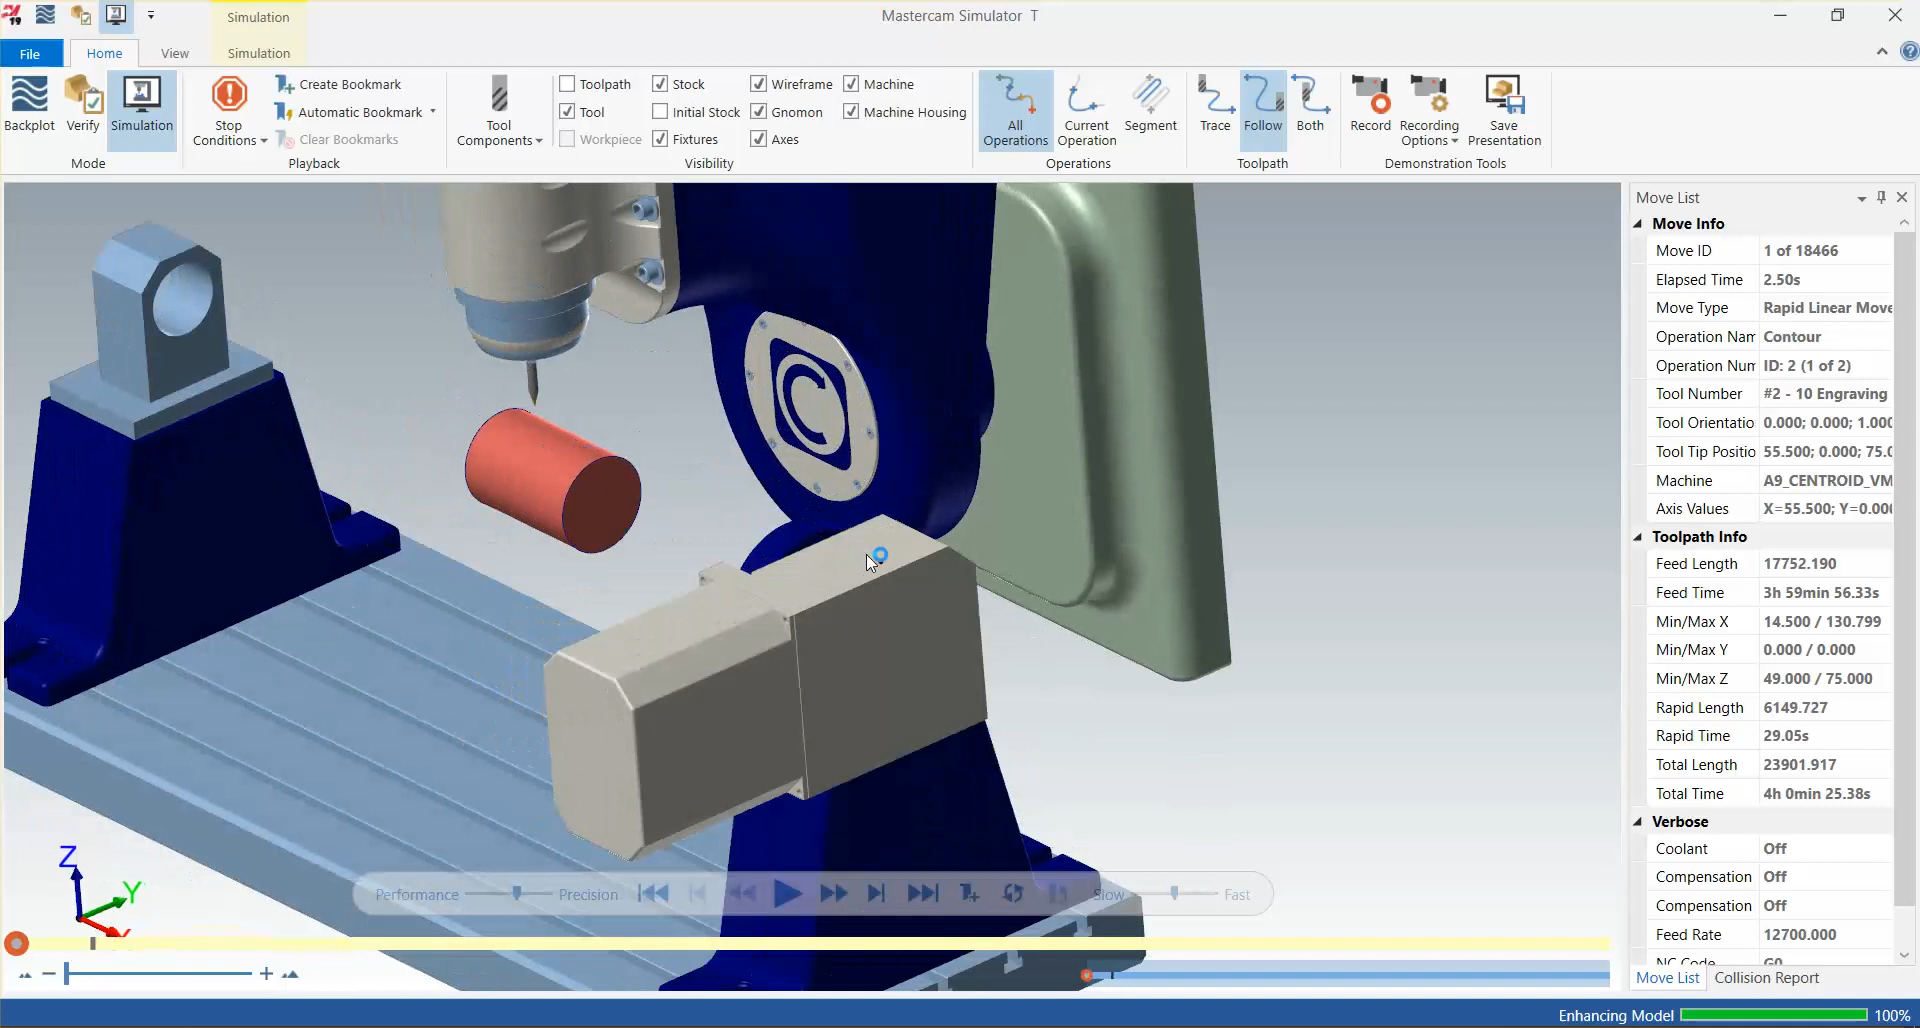 19
Simulation
Mastercam Simulator T
File
Home
View
Simulation
Backplot
Verify
Simulation
Mode
Stop
Conditions
Create Bookmark
Automatic Bookmark
Clear Bookmarks
Playback
Tool
Components
Toolpath
Tool
Workpiece
Stock
Initial Stock
Fixtures
Wireframe
Gnomon
Axes
Machine
Machine Housing
Visibility
All
Operations
Current
Operation
Segment
Operations
Trace
Follow
Both
Toolpath
Record
Recording
Options
Save
Presentation
Demonstration Tools
Move List
Move Info
Move ID 1 of 18466
Elapsed Time 2.50s
Move Type Rapid Linear Move
Operation Nam Contour
Operation Num ID: 2 (1 of 2)
Tool Number #2 - 10 Engraving
Tool Orientatio 0.000; 0.000; 1.000
Tool Tip Positio 55.500; 0.000; 75.0
Machine A9_CENTROID_VM
Axis Values X=55.500; Y=0.000
Toolpath Info
Feed Length 17752.190
Feed Time 3h 59min 56.33s
Min/Max X 14.500 / 130.799
Min/Max Y 0.000 / 0.000
Min/Max Z 49.000 / 75.000
Rapid Length 6149.727
Rapid Time 29.05s
Total Length 23901.917
Total Time 4h 0min 25.38s
Verbose
Coolant Off
Compensation Off
Compensation Off
Feed Rate 12700.000
NC Code G0
Move List
Collision Report
C
Z
Y
Performance
Precision
Slow
Fast
Enhancing Model 100%